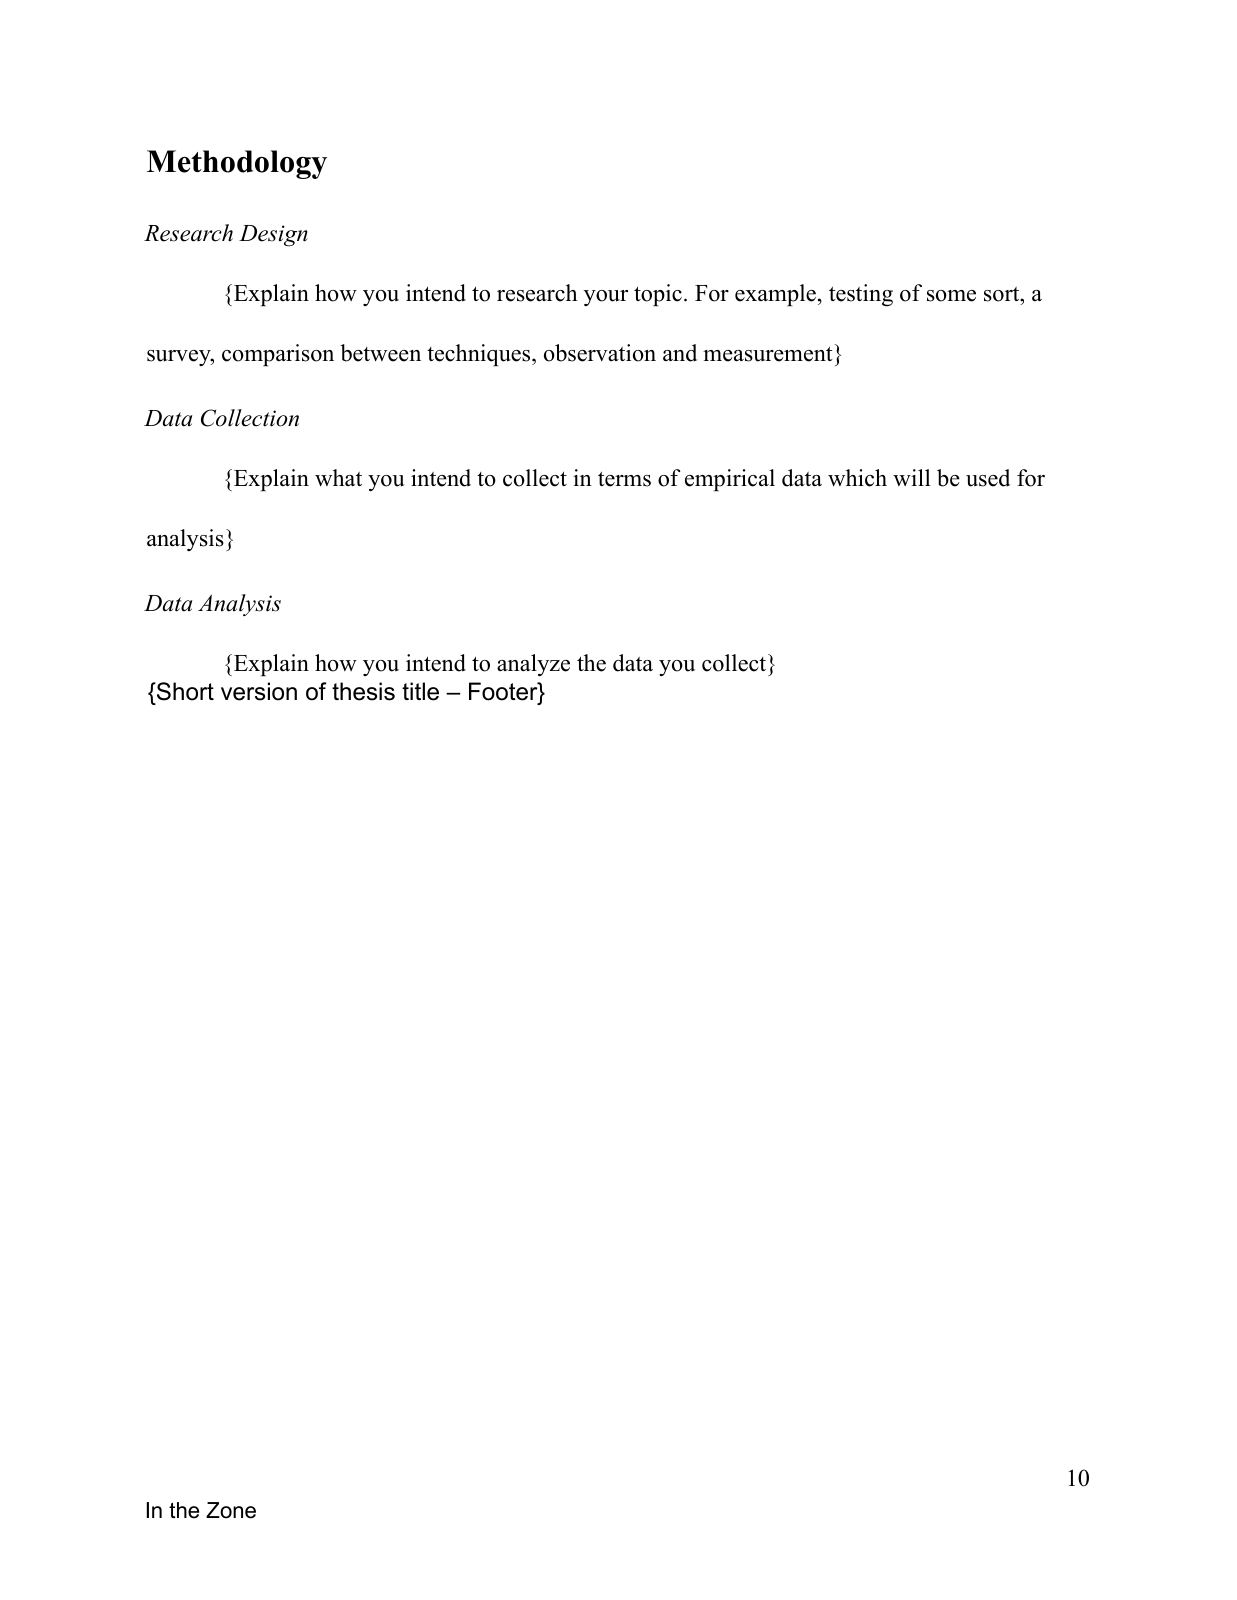 Methodology
Research Design
{Explain how you intend to research your topic. For example, testing of some sort, a
survey, comparison between techniques, observation and measurement}
Data Collection
{Explain what you intend to collect in terms of empirical data which will be used for
analysis}
Data Analysis
{Explain how you intend to analyze the data you collect}
{Short version of thesis title – Footer}
10
In the Zone